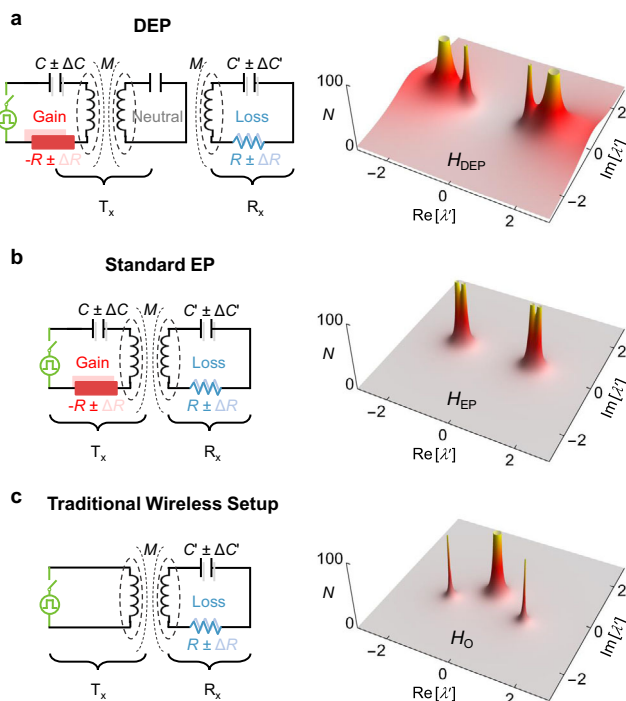 a
DEP
C ± ΔC
M
M
C' ± ΔC'
Gain
Neutral
Loss
-R ± ΔR
R ± ΔR
Tx
Rx
100
N
0
HDEP
−2
0
2
Re [λ']
−2
0
2
Im[λ']
b
Standard EP
C ± ΔC
M
C' ± ΔC'
Gain
Loss
-R ± ΔR
R ± ΔR
Tx
Rx
100
N
0
HEP
−2
0
2
Re [λ']
−2
0
2
Im[λ']
c
Traditional Wireless Setup
M
C' ± ΔC'
Loss
R ± ΔR
Tx
Rx
100
N
0
HO
−2
0
2
Re [λ']
−2
0
2
Im[λ']